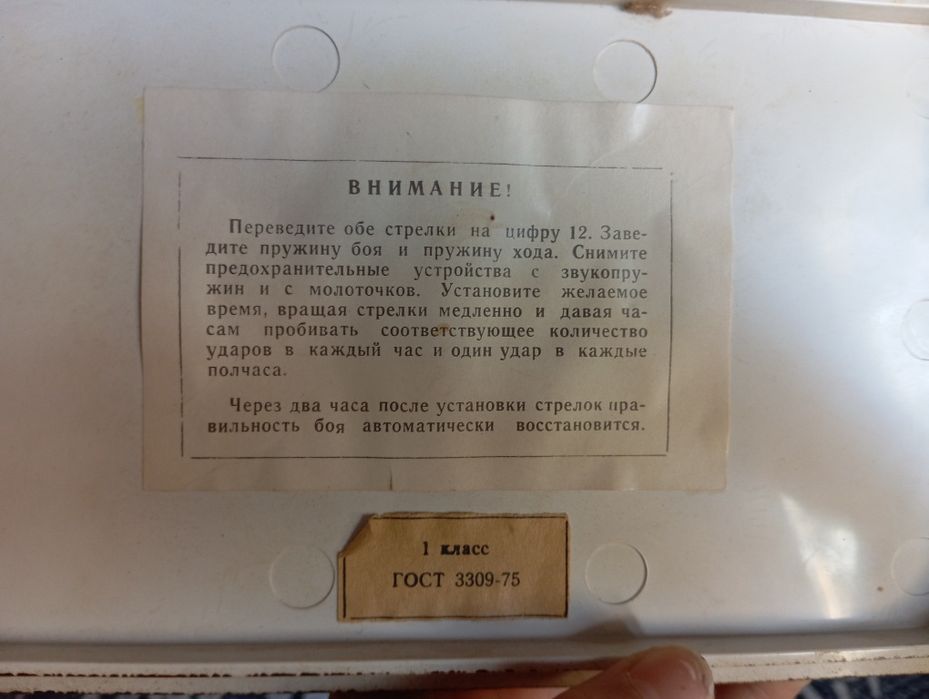 ВНИМАНИЕ!
Переведите обе стрелки на цифру 12. Заве-
дите пружину боя и пружину хода. Снимите
предохранительные устройства с звукопру-
жин и с молоточков. Установите желаемое
время, вращая стрелки медленно и давая ча-
сам пробивать соответствующее количество
ударов в каждый час и один удар в каждые
полчаса.
Через два часа после установки стрелок пра-
вильность боя автоматически восстановится.
1 класс
ГОСТ 3309-75